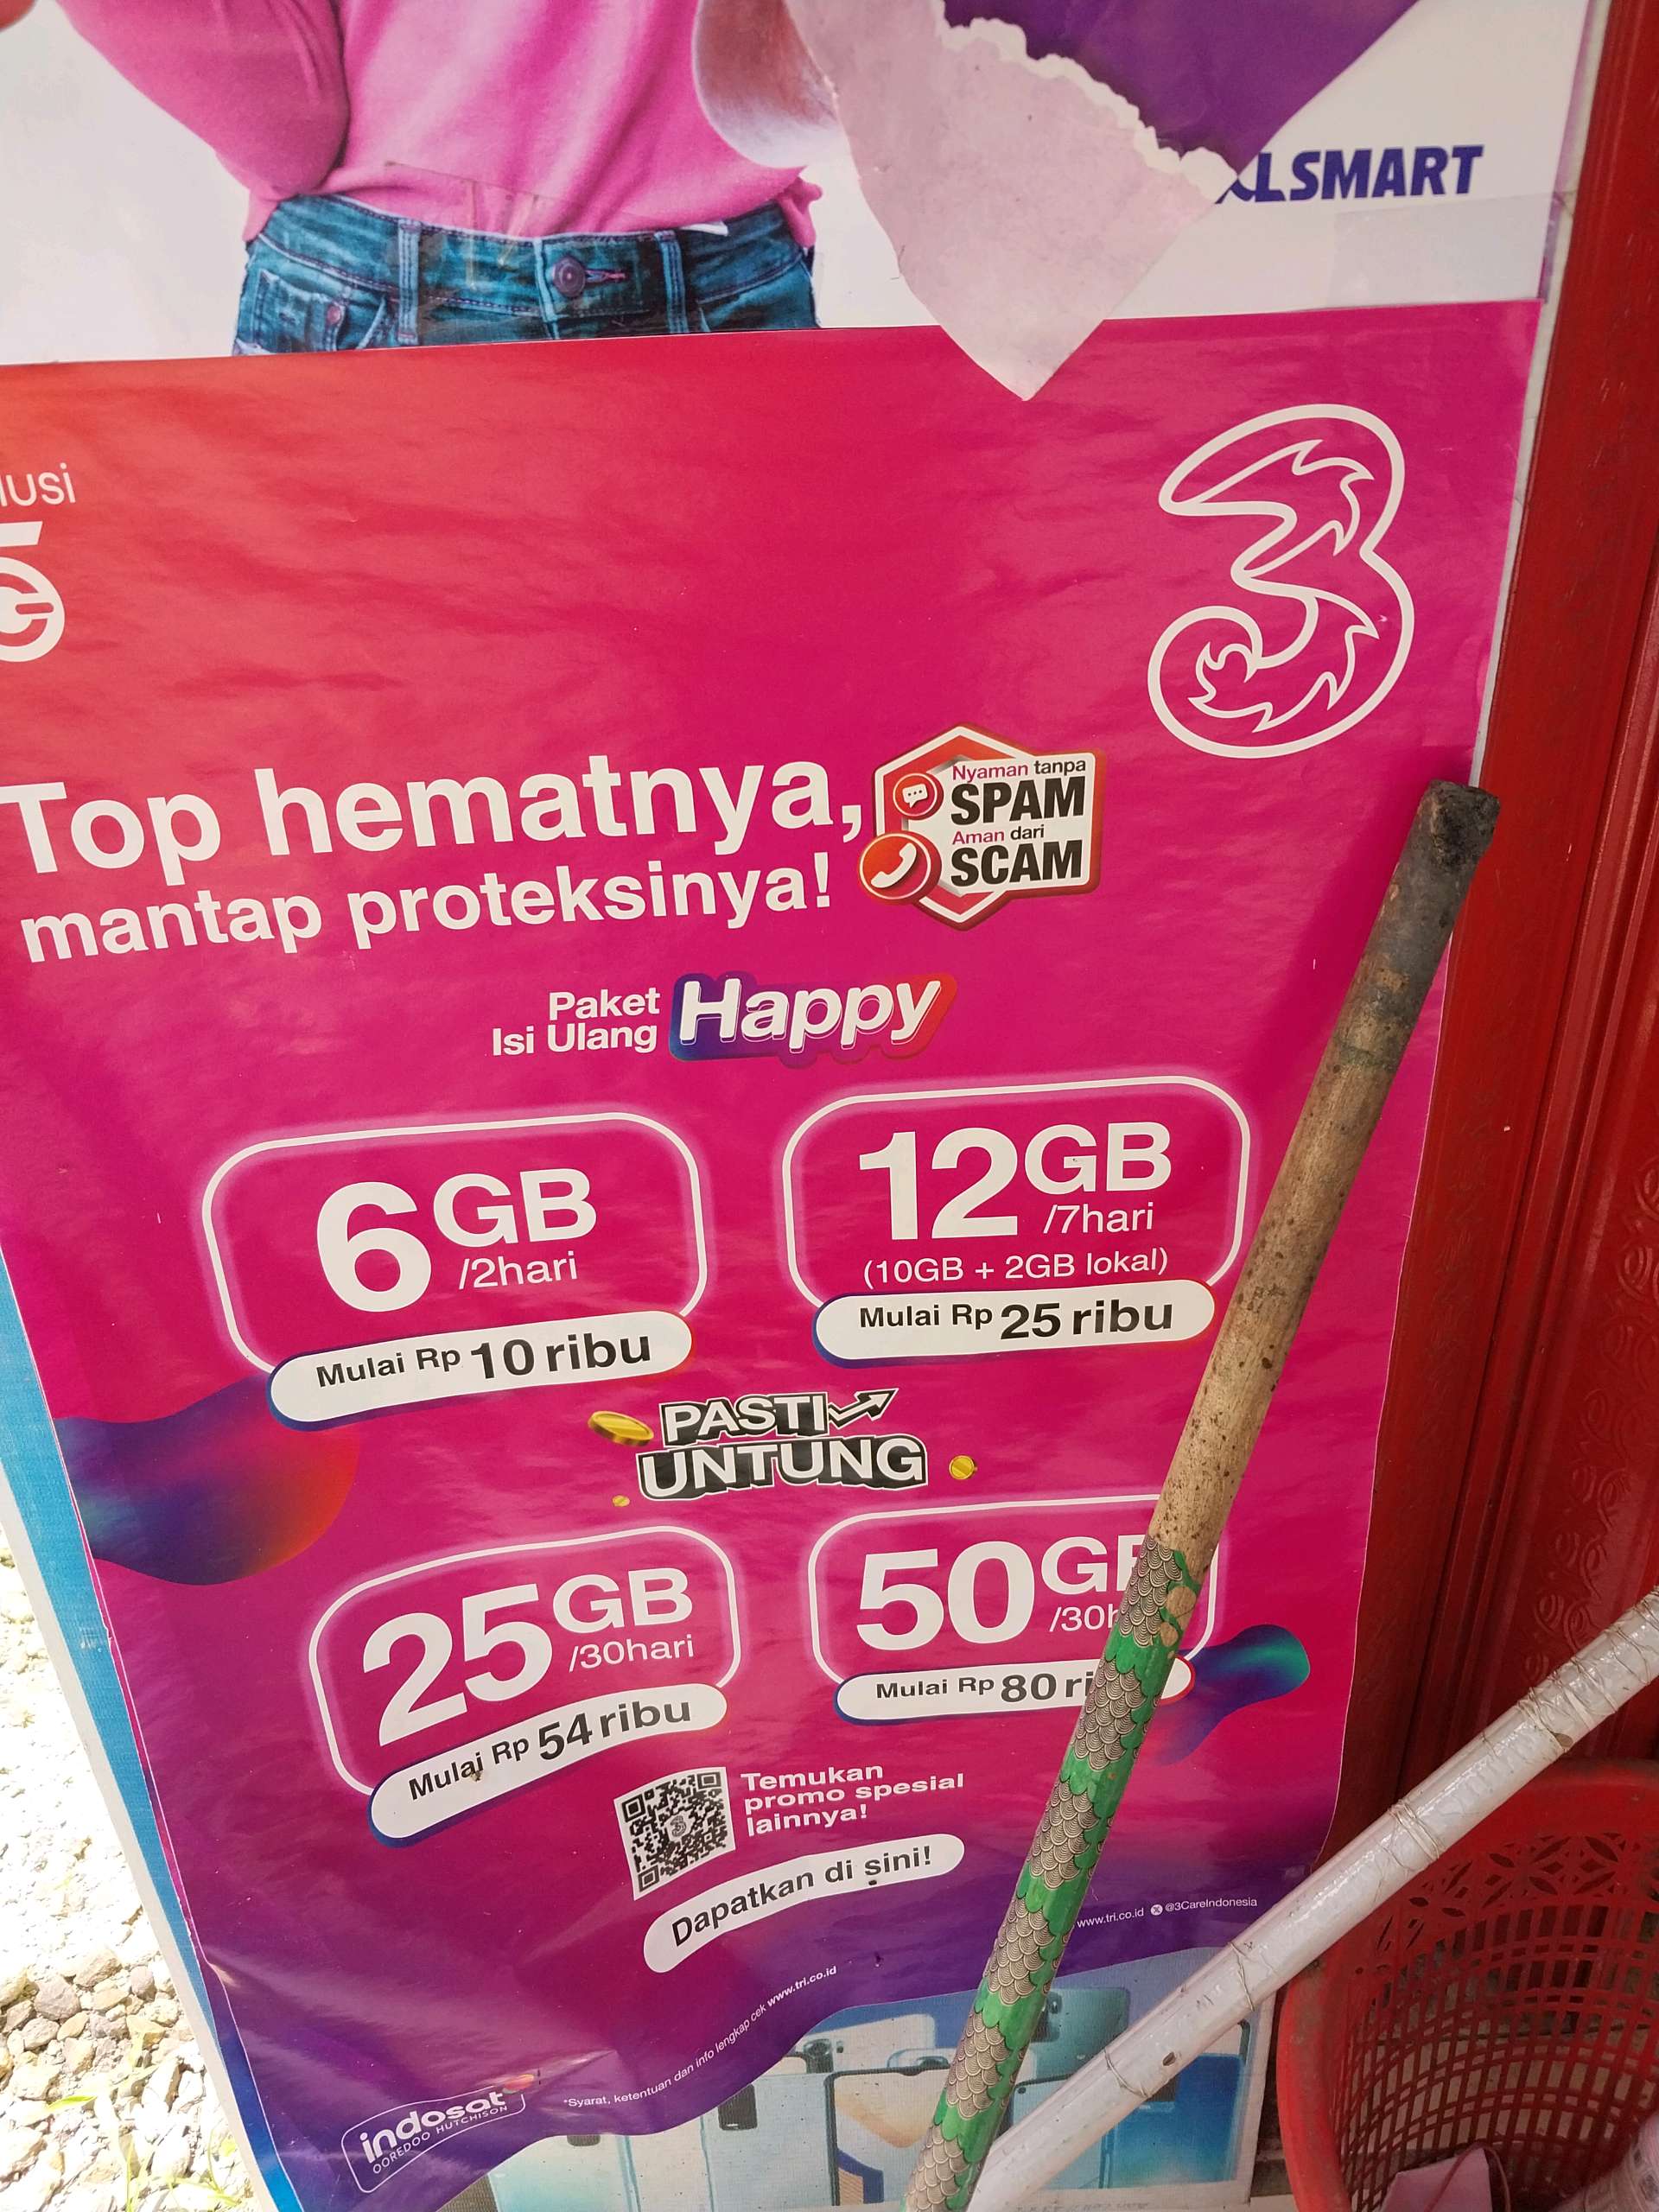 XLSMART
3
Top hematnya,
mantap proteksinya!
Nyaman tanpa
SPAM
Aman dari
SCAM
Paket
Isi Ulang
Happy
6GB
/2hari
Mulai Rp 10 ribu
12GB
/7hari
(10GB + 2GB lokal)
Mulai Rp 25 ribu
PASTI
UNTUNG
25GB
/30hari
Mulai Rp 54 ribu
50GB
Mulai Rp 80
Temukan
promo spesial
lainnya!
Dapatkan di sini!
www.tri.co.id @3CareIndonesia
*Syarat, ketentuan dan info lengkap cek www.tri.co.id
indosat
OOREDOO HUTCHISON